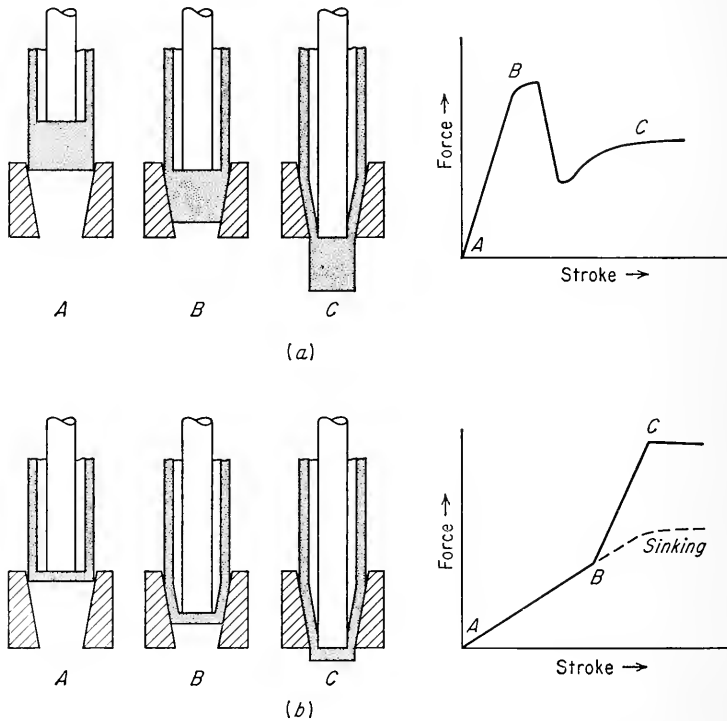 Force →
B
C
A
Stroke →
A
B
C
(a)
Force →
C
Sinking
B
A
Stroke →
A
B
C
(b)